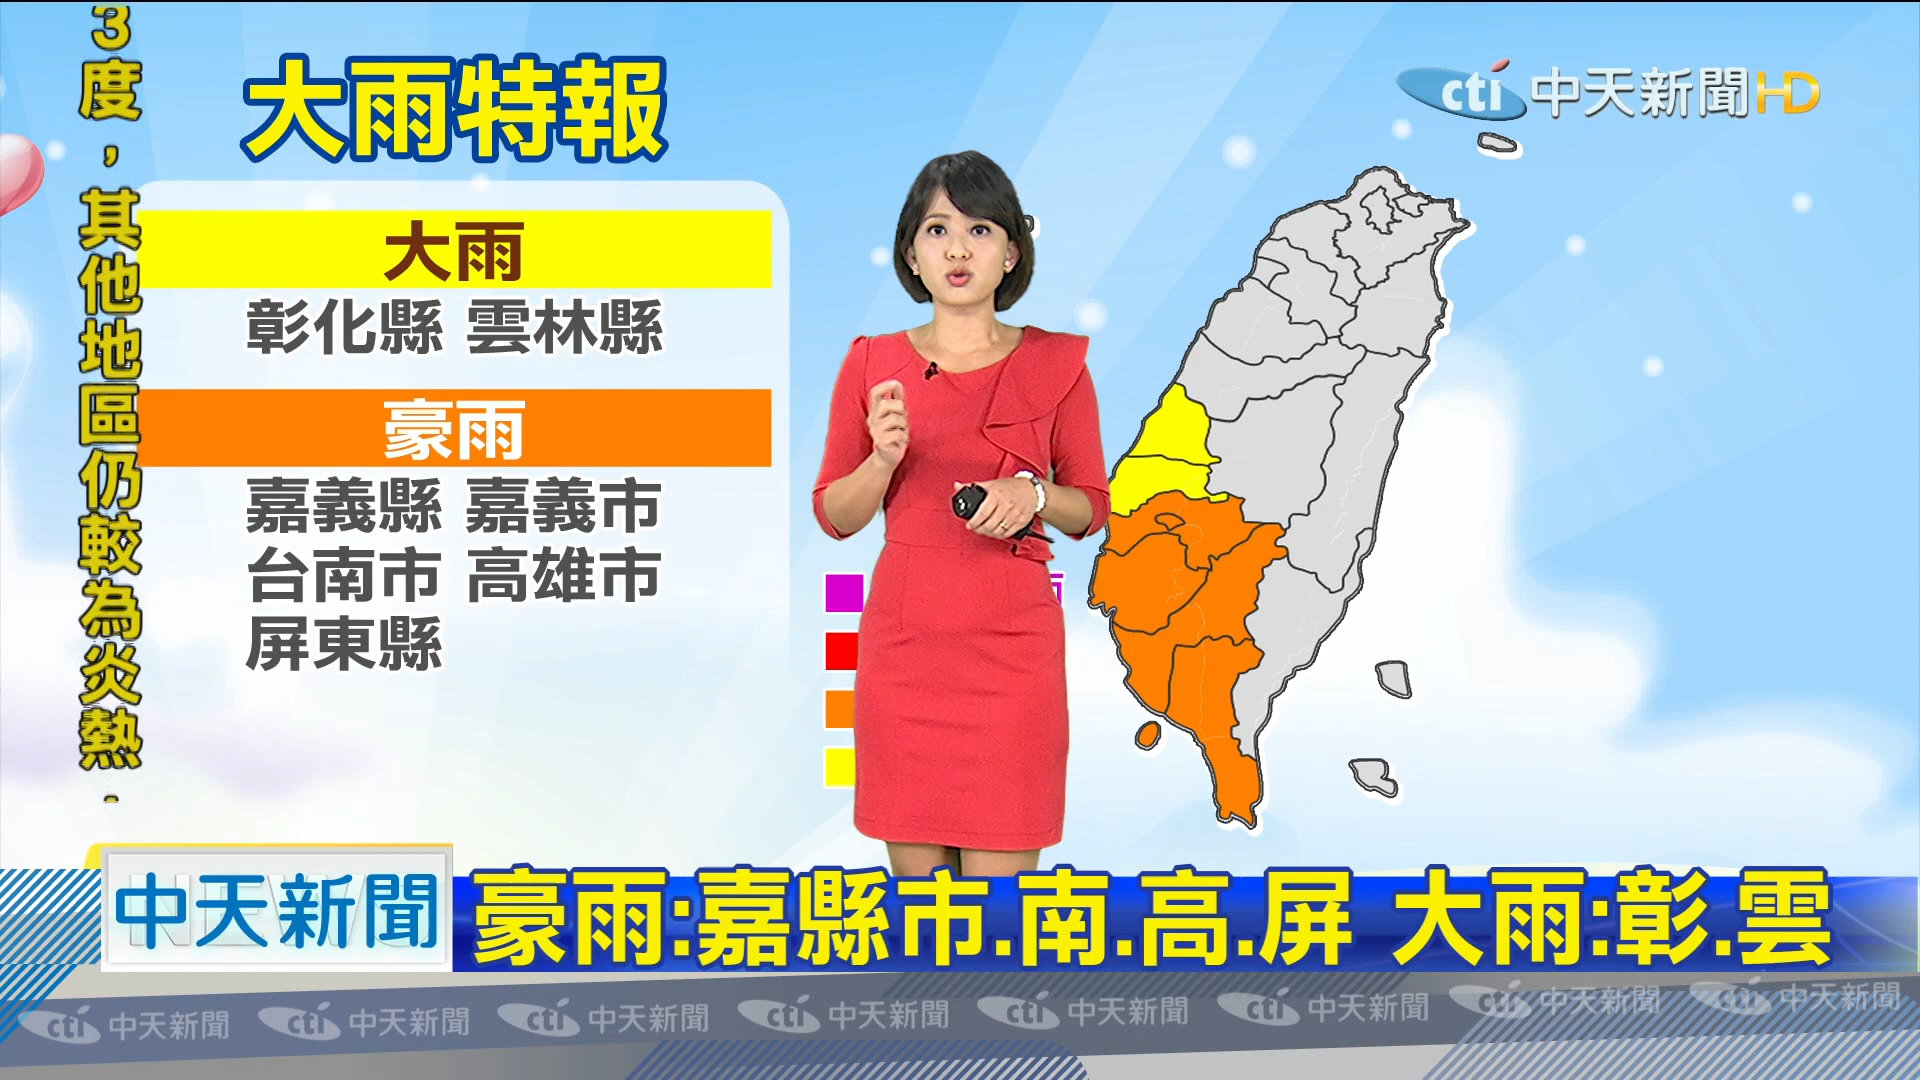 3度，其他地區仍較為炎熱
大雨特報
cti 中天新聞HD
大雨
彰化縣 雲林縣
豪雨
嘉義縣 嘉義市
台南市 高雄市
屏東縣
中天新聞
豪雨:嘉縣市.南.高.屏 大雨:彰.雲
cti 中天新聞 cti 中天新聞 cti 中天新聞 cti 中天新聞 cti 中天新聞 cti 中天新聞 cti 中天新聞 cti 中天新聞